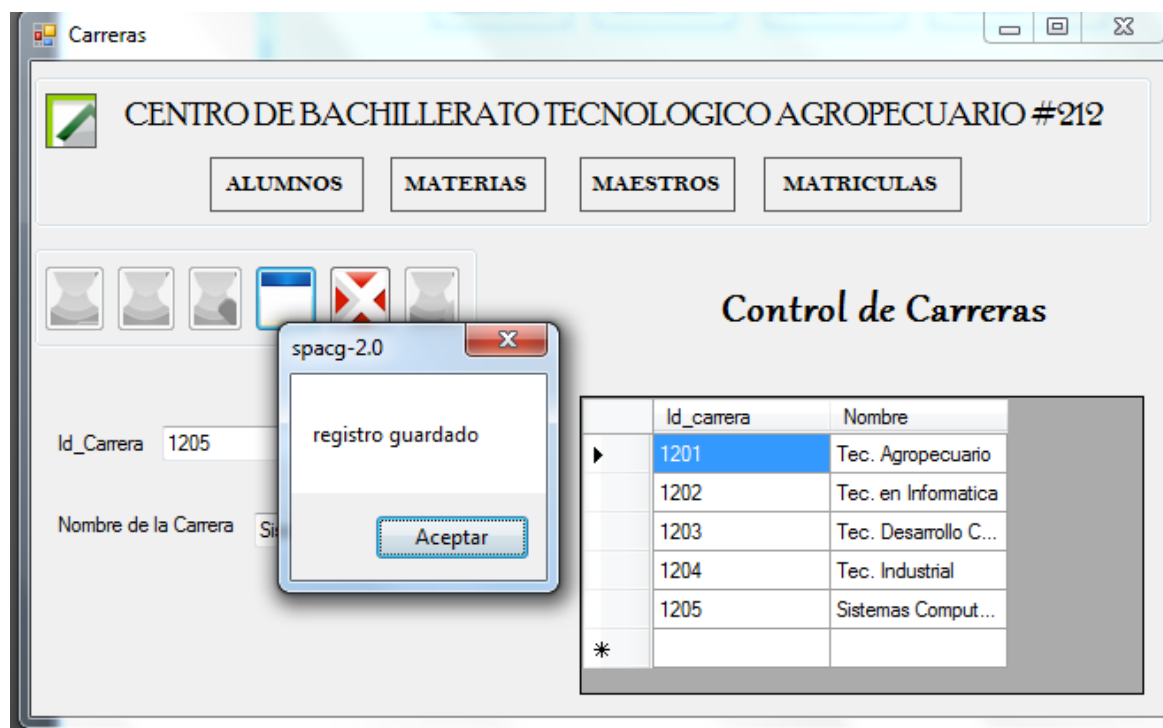 Carreras
CENTRO DE BACHILLERATO TECNOLOGICO AGROPECUARIO #212
ALUMNOS MATERIAS MAESTROS MATRICULAS
Control de Carreras
spacg-2.0
registro guardado
Aceptar
Id_Carrera 1205
Nombre de la Carrera
Id_carrera Nombre
1201 Tec. Agropecuario
1202 Tec. en Informatica
1203 Tec. Desarrollo C...
1204 Tec. Industrial
1205 Sistemas Comput...